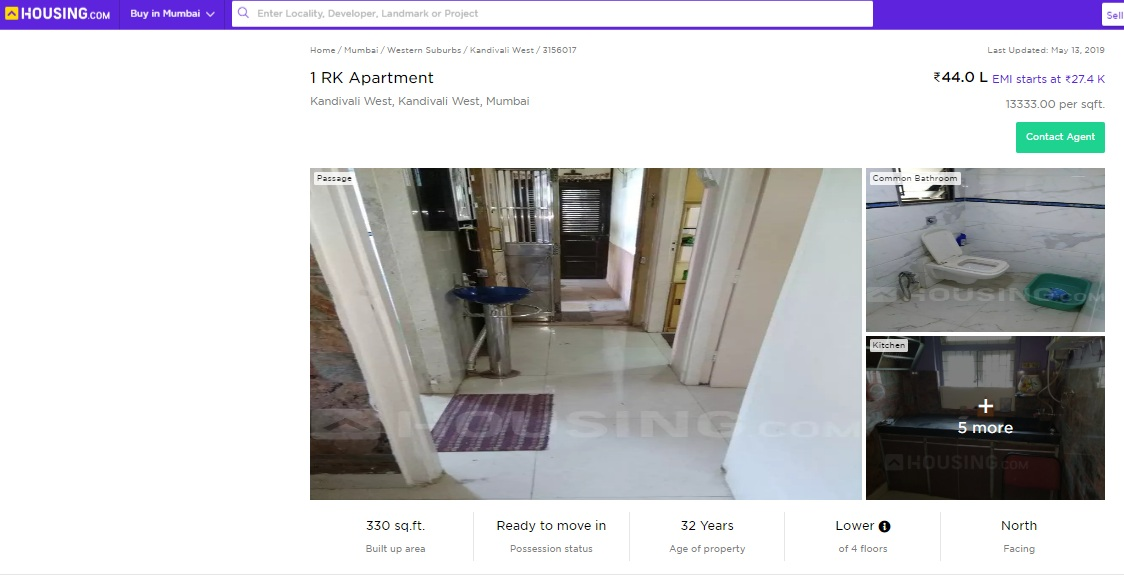 HOUSING.COM
Buy in Mumbai
Enter Locality, Developer, Landmark or Project
Sell
Home / Mumbai / Western Suburbs / Kandivali West / 3156017
Last Updated: May 13, 2019
1 RK Apartment
₹44.0 L EMI starts at ₹27.4 K
Kandivali West, Kandivali West, Mumbai
13333.00 per sqft.
Contact Agent
Passage
HOUSING.COM
Common Bathroom
HOUSING.COM
Kitchen
+
5 more
HOUSING.COM
330 sq.ft.
Built up area
Ready to move in
Possession status
32 Years
Age of property
Lower i
of 4 floors
North
Facing